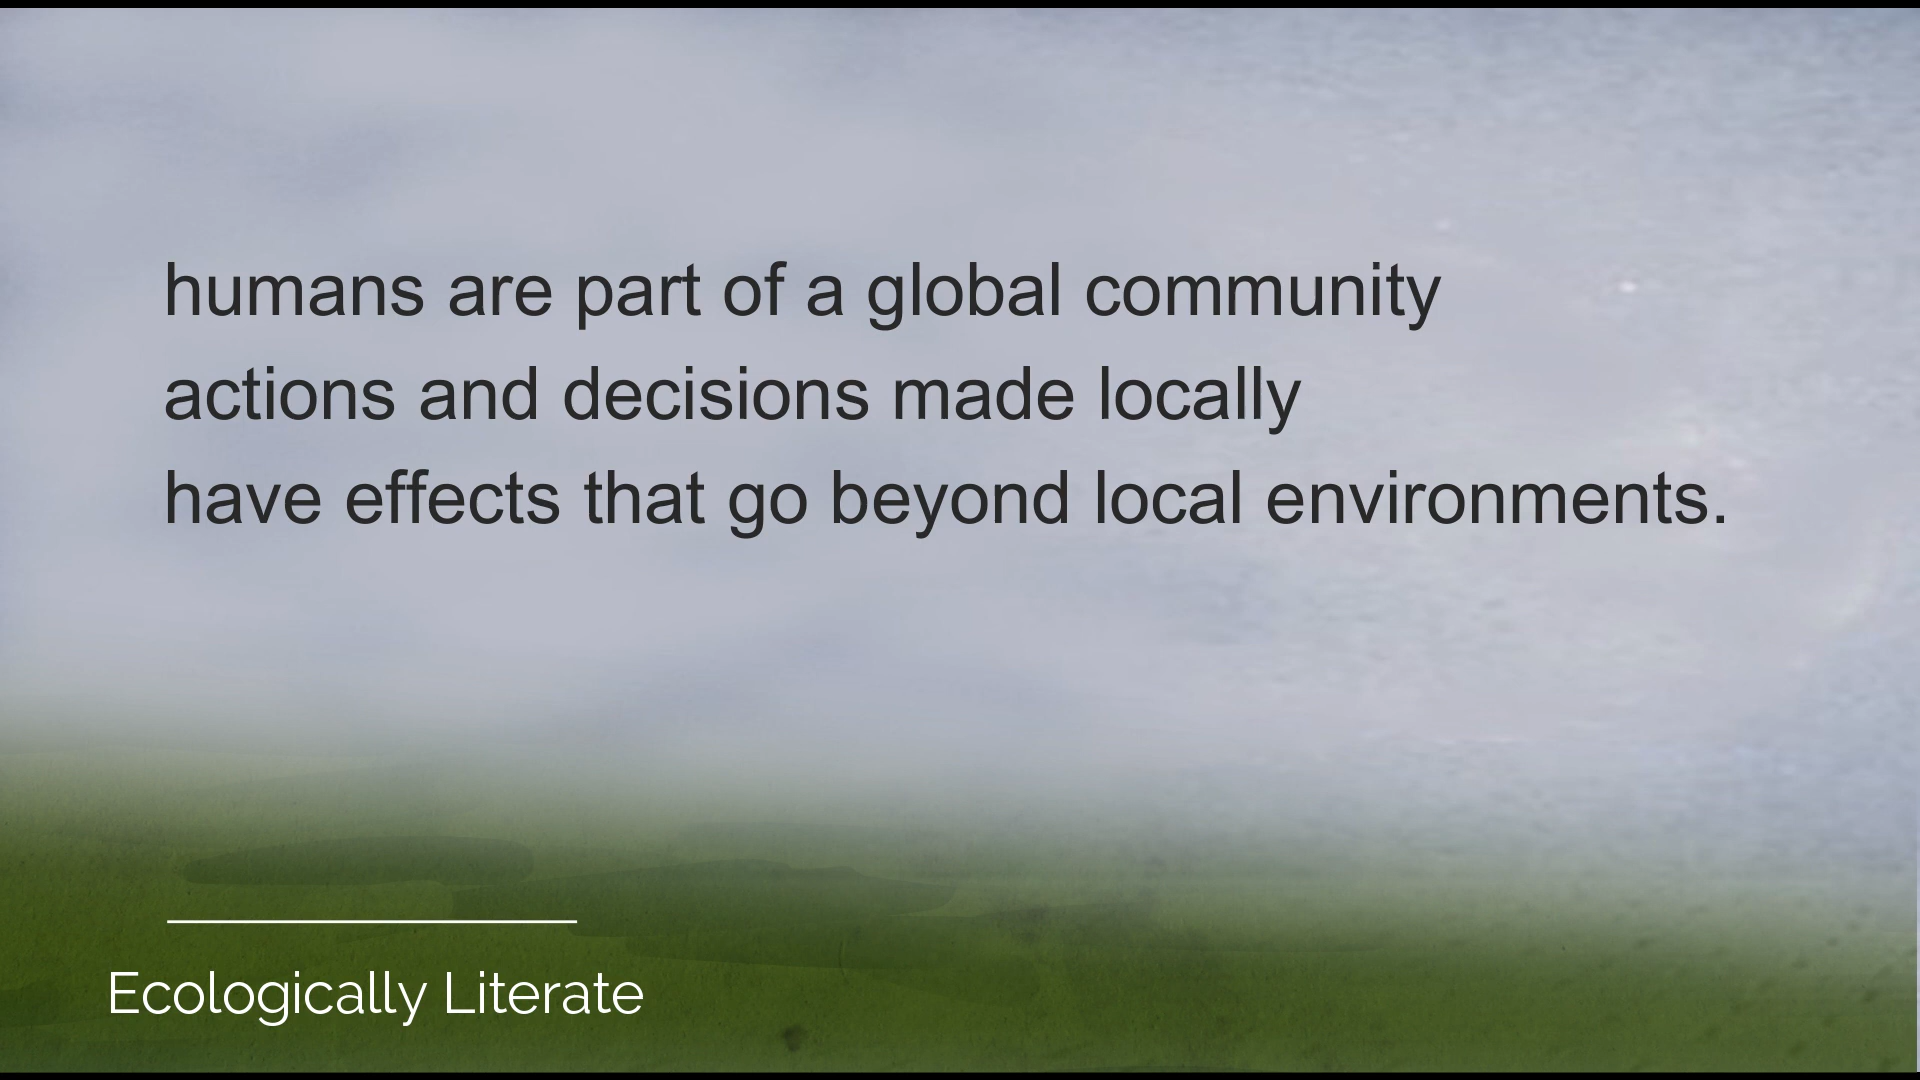 humans are part of a global community
actions and decisions made locally
have effects that go beyond local environments.
Ecologically Literate